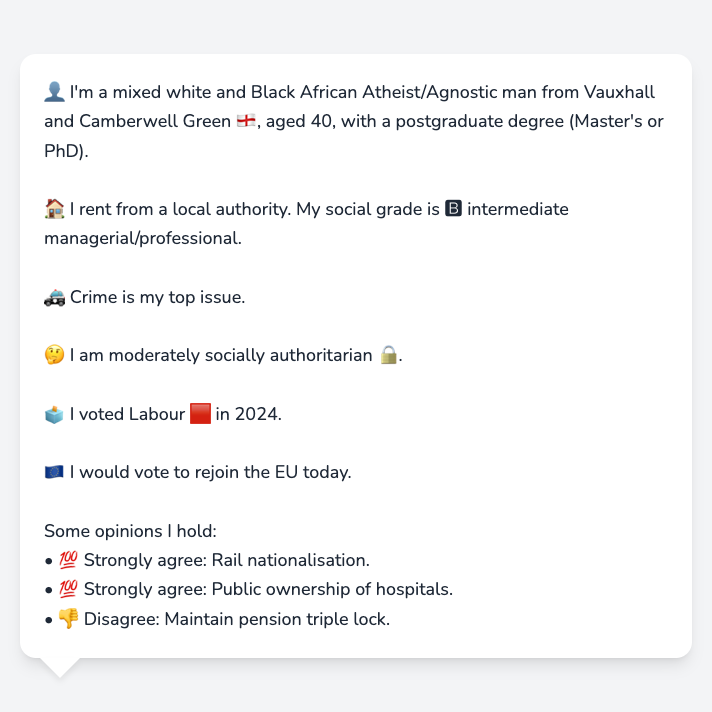 👤 I'm a mixed white and Black African Atheist/Agnostic man from Vauxhall
and Camberwell Green 🏴󠁧󠁢󠁥󠁮󠁧󠁿, aged 40, with a postgraduate degree (Master's or
PhD).
🏠 I rent from a local authority. My social grade is 🅱 intermediate
managerial/professional.
🚓 Crime is my top issue.
🤔 I am moderately socially authoritarian 🔒.
🗳️ I voted Labour 🟥 in 2024.
🇪🇺 I would vote to rejoin the EU today.
Some opinions I hold:
• 💯 Strongly agree: Rail nationalisation.
• 💯 Strongly agree: Public ownership of hospitals.
• 👎 Disagree: Maintain pension triple lock.